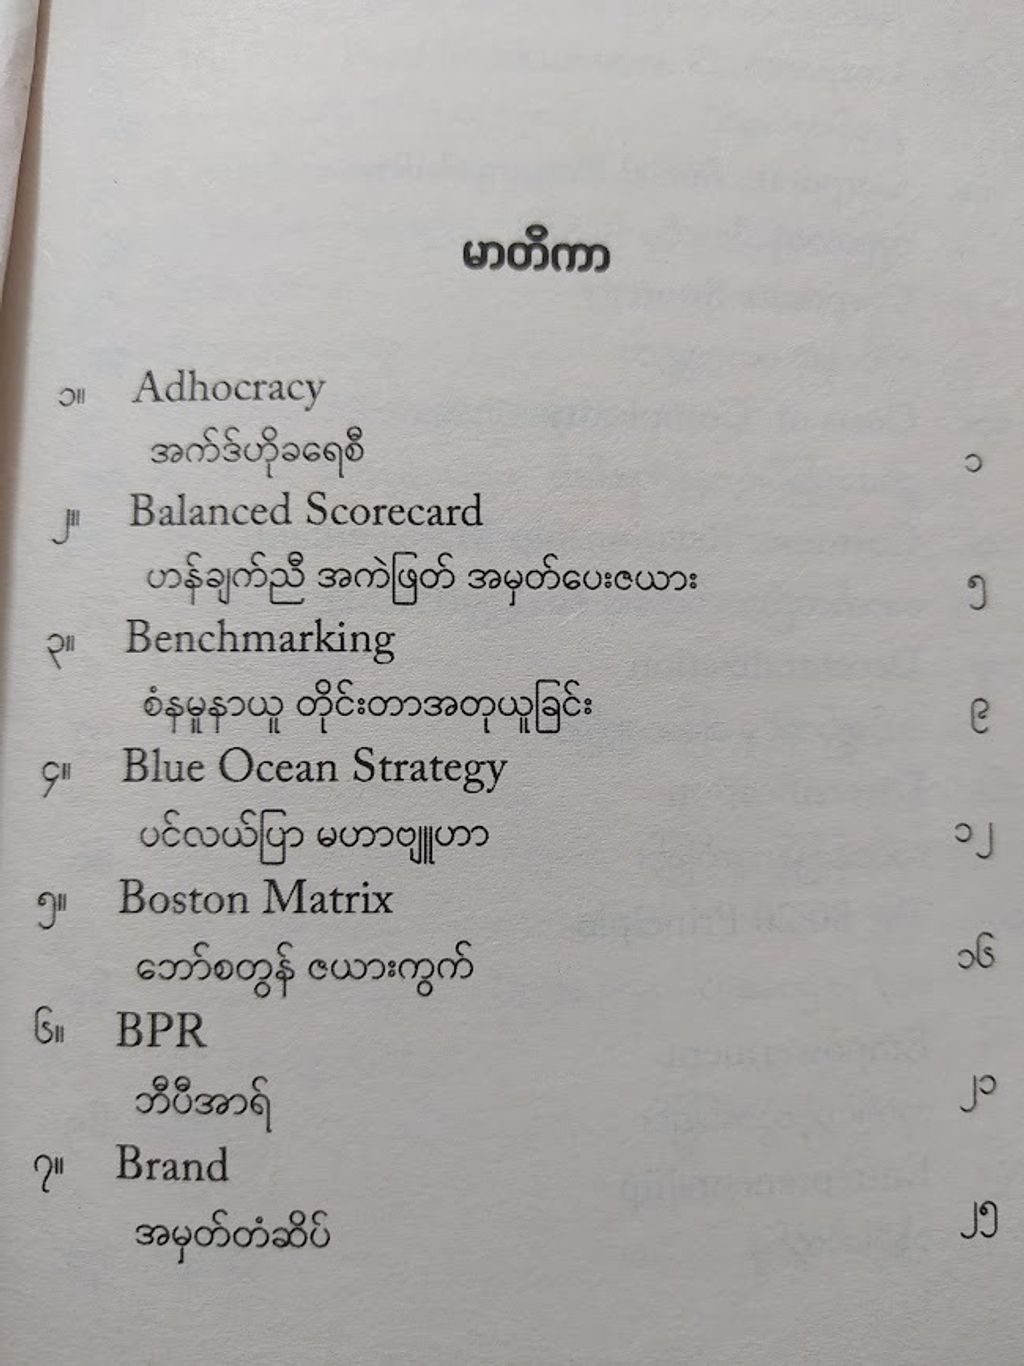 မာတိကာ
၁။ Adhocracy
အက်ဒ်ဟိုခရေစီ ၁
၂။ Balanced Scorecard
ဟန်ချက်ညီ အကဲဖြတ် အမှတ်ပေးဇယား ၅
၃။ Benchmarking
စံနမူနာယူ တိုင်းတာအတုယူခြင်း ၉
၄။ Blue Ocean Strategy
ပင်လယ်ပြာ မဟာဗျူဟာ ၁၂
၅။ Boston Matrix
ဘော်စတွန် ဇယားကွက် ၁၆
၆။ BPR
ဘီပီအာရ် ၂၁
၇။ Brand
အမှတ်တံဆိပ် ၂၅